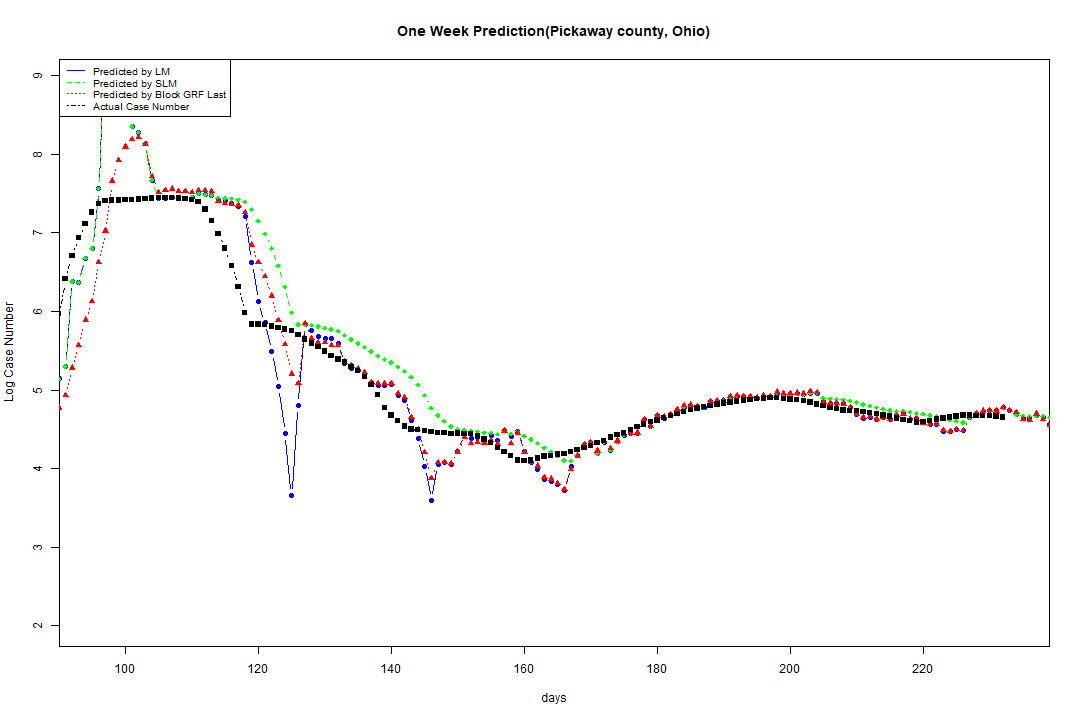 One Week Prediction(Pickaway county, Ohio)
Predicted by LM
Predicted by SLM
Predicted by Block GRF Last
Actual Case Number
Log Case Number
9
8
7
6
5
4
3
2
100 120 140 160 180 200 220
days